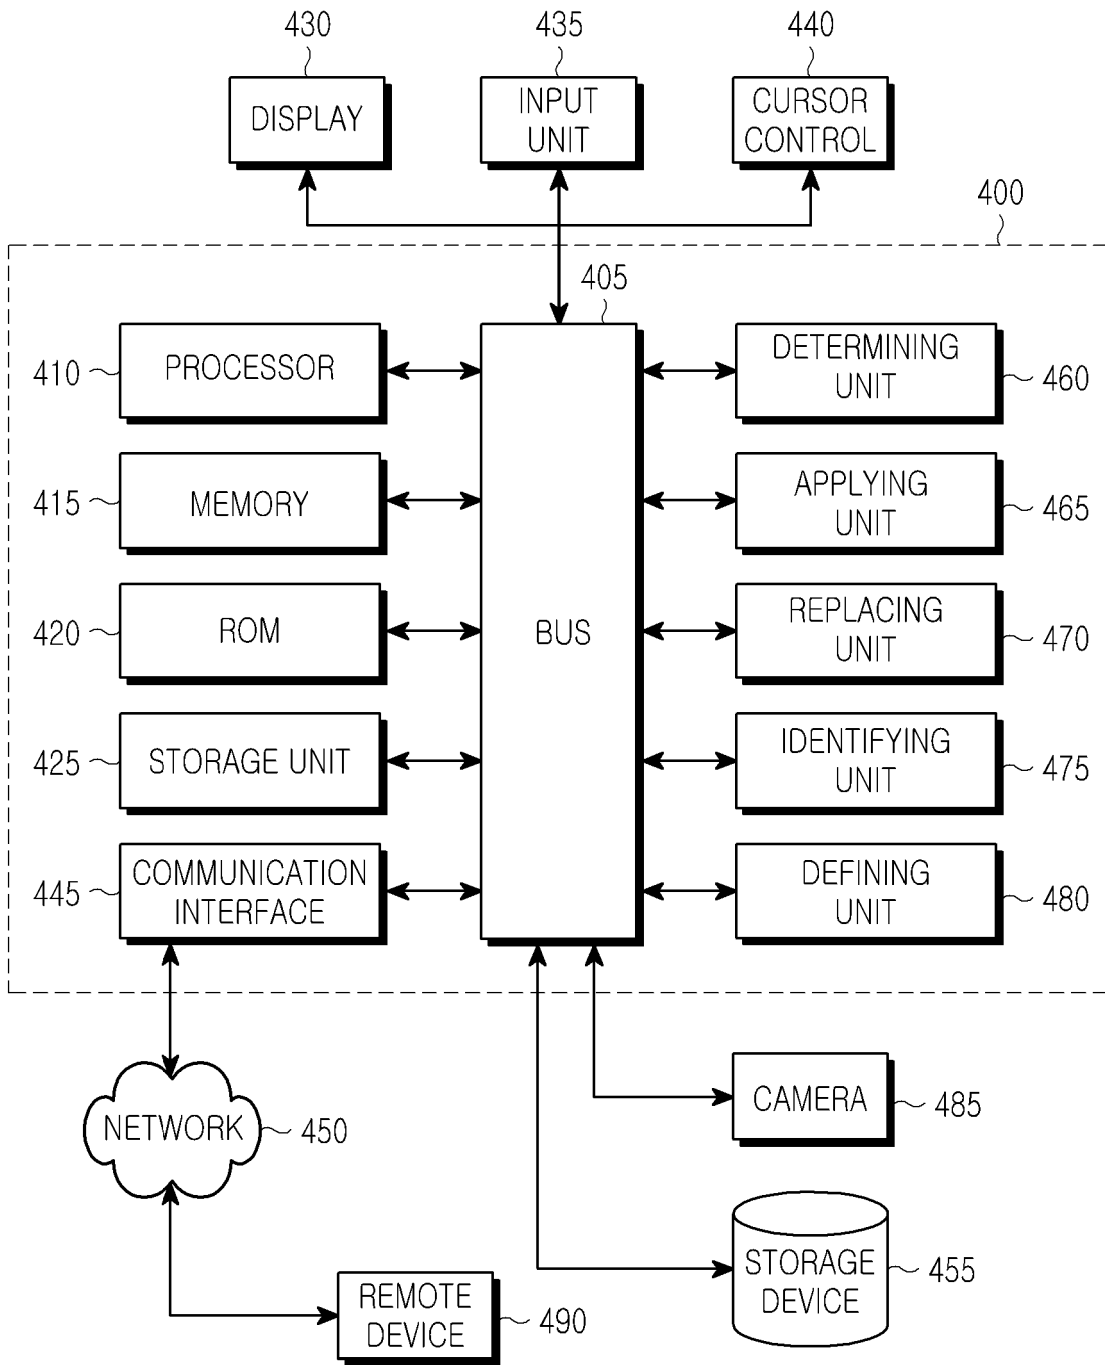 430
435
440
DISPLAY
INPUT
UNIT
CURSOR
CONTROL
400
405
410
PROCESSOR
DETERMINING
UNIT
460
415
MEMORY
APPLYING
UNIT
465
420
ROM
BUS
REPLACING
UNIT
470
425
STORAGE UNIT
IDENTIFYING
UNIT
475
445
COMMUNICATION
INTERFACE
DEFINING
UNIT
480
NETWORK
450
CAMERA
485
STORAGE
DEVICE
455
REMOTE
DEVICE
490